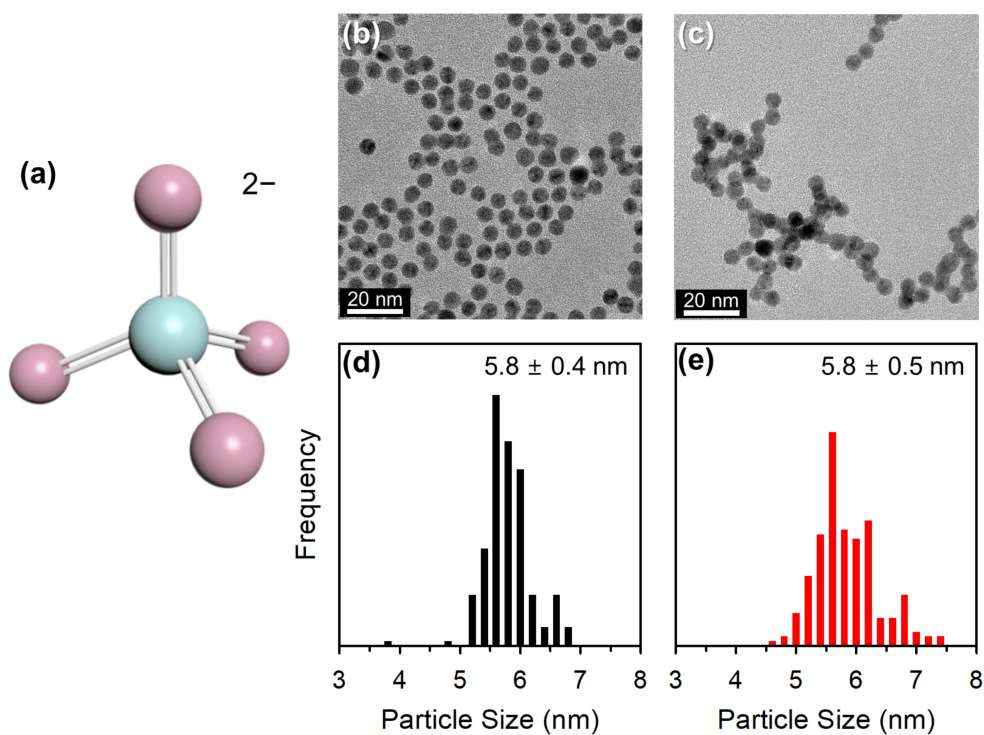 (a)
2−
(b)
20 nm
(c)
20 nm
(d)
5.8 ± 0.4 nm
Frequency
3 4 5 6 7 8
Particle Size (nm)
(e)
5.8 ± 0.5 nm
3 4 5 6 7 8
Particle Size (nm)